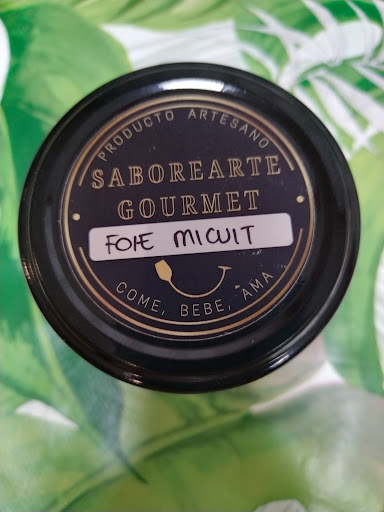 PRODUCTO ARTESANO
SABOREARTE
GOURMET
FOIE MICUIT
COME, BEBE, AMA